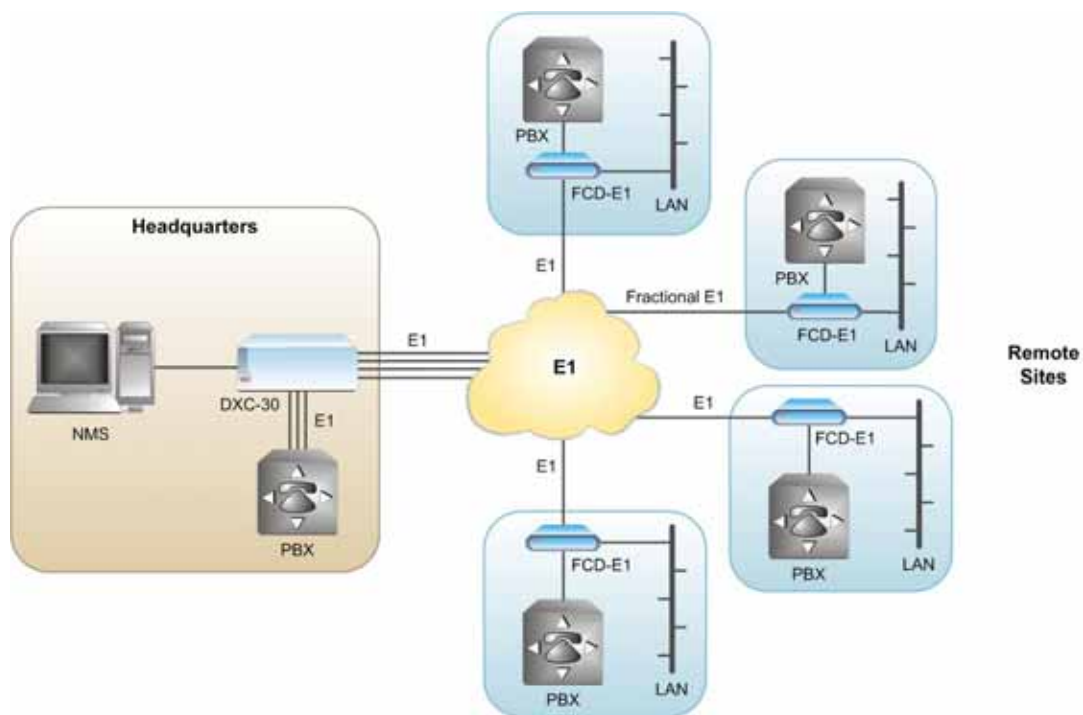 Headquarters
NMS
DXC-30
E1
E1
PBX
E1
PBX
FCD-E1
LAN
E1
Fractional E1
PBX
FCD-E1
LAN
E1
FCD-E1
PBX
LAN
E1
FCD-E1
PBX
LAN
Remote
Sites